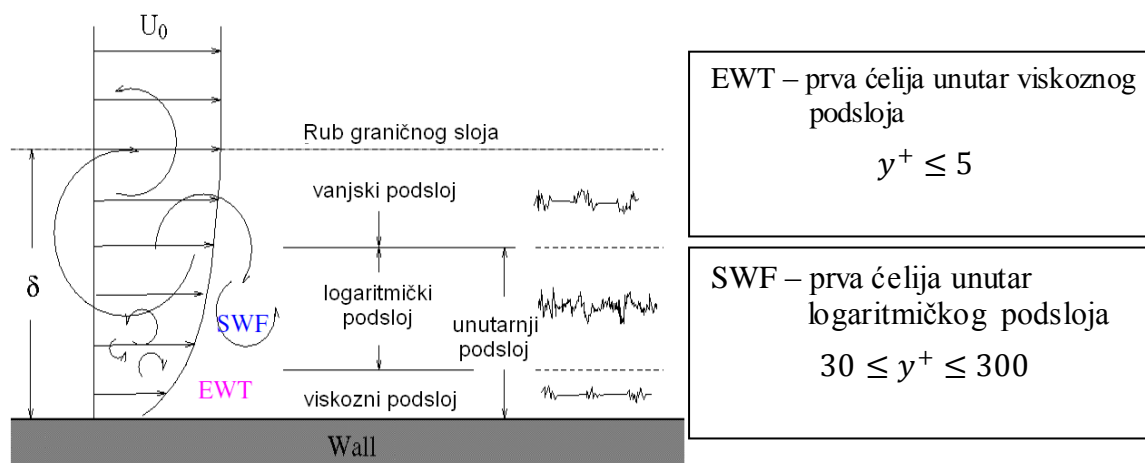 U₀
Rub graničnog sloja
vanjski podsloj
δ
logaritmički
podsloj
unutarnji
podsloj
SWF
EWT
viskozni podsloj
Wall
EWT – prva ćelija unutar viskoznog
podsloja
y⁺ ≤ 5
SWF – prva ćelija unutar
logaritmičkog podsloja
30 ≤ y⁺ ≤ 300